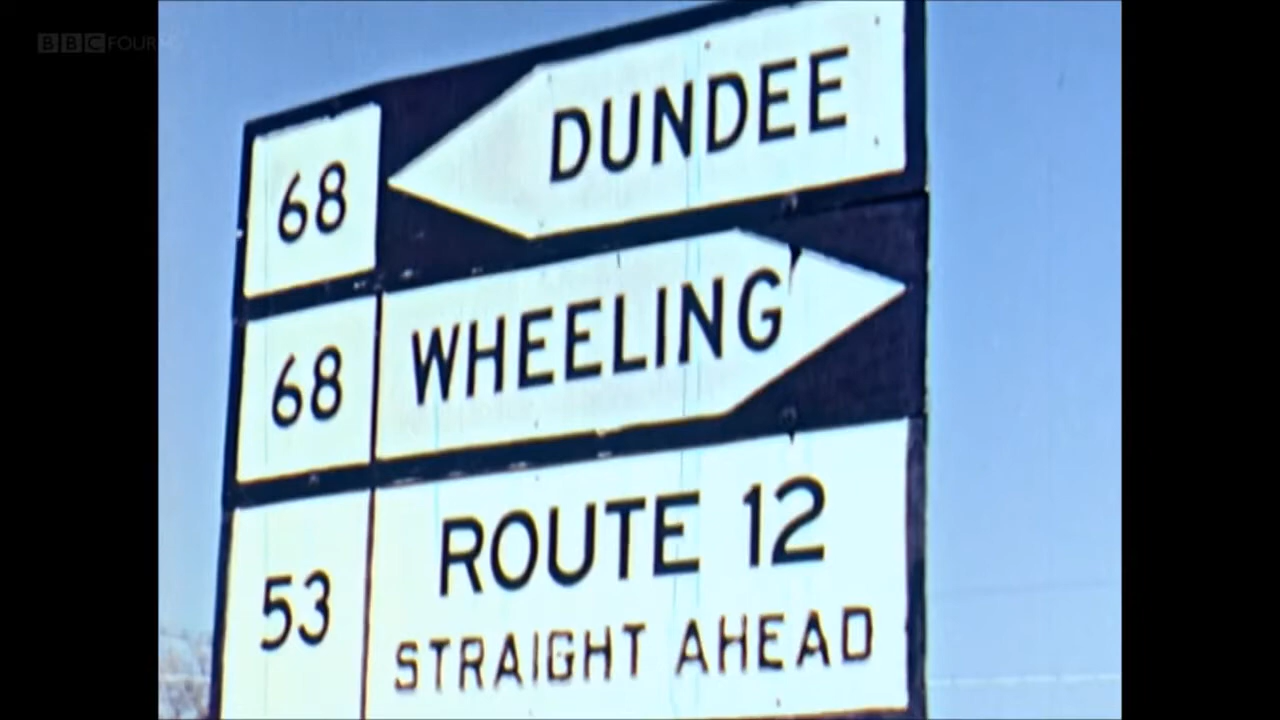 BBC FOUR
68 DUNDEE
68 WHEELING
53 ROUTE 12
STRAIGHT AHEAD